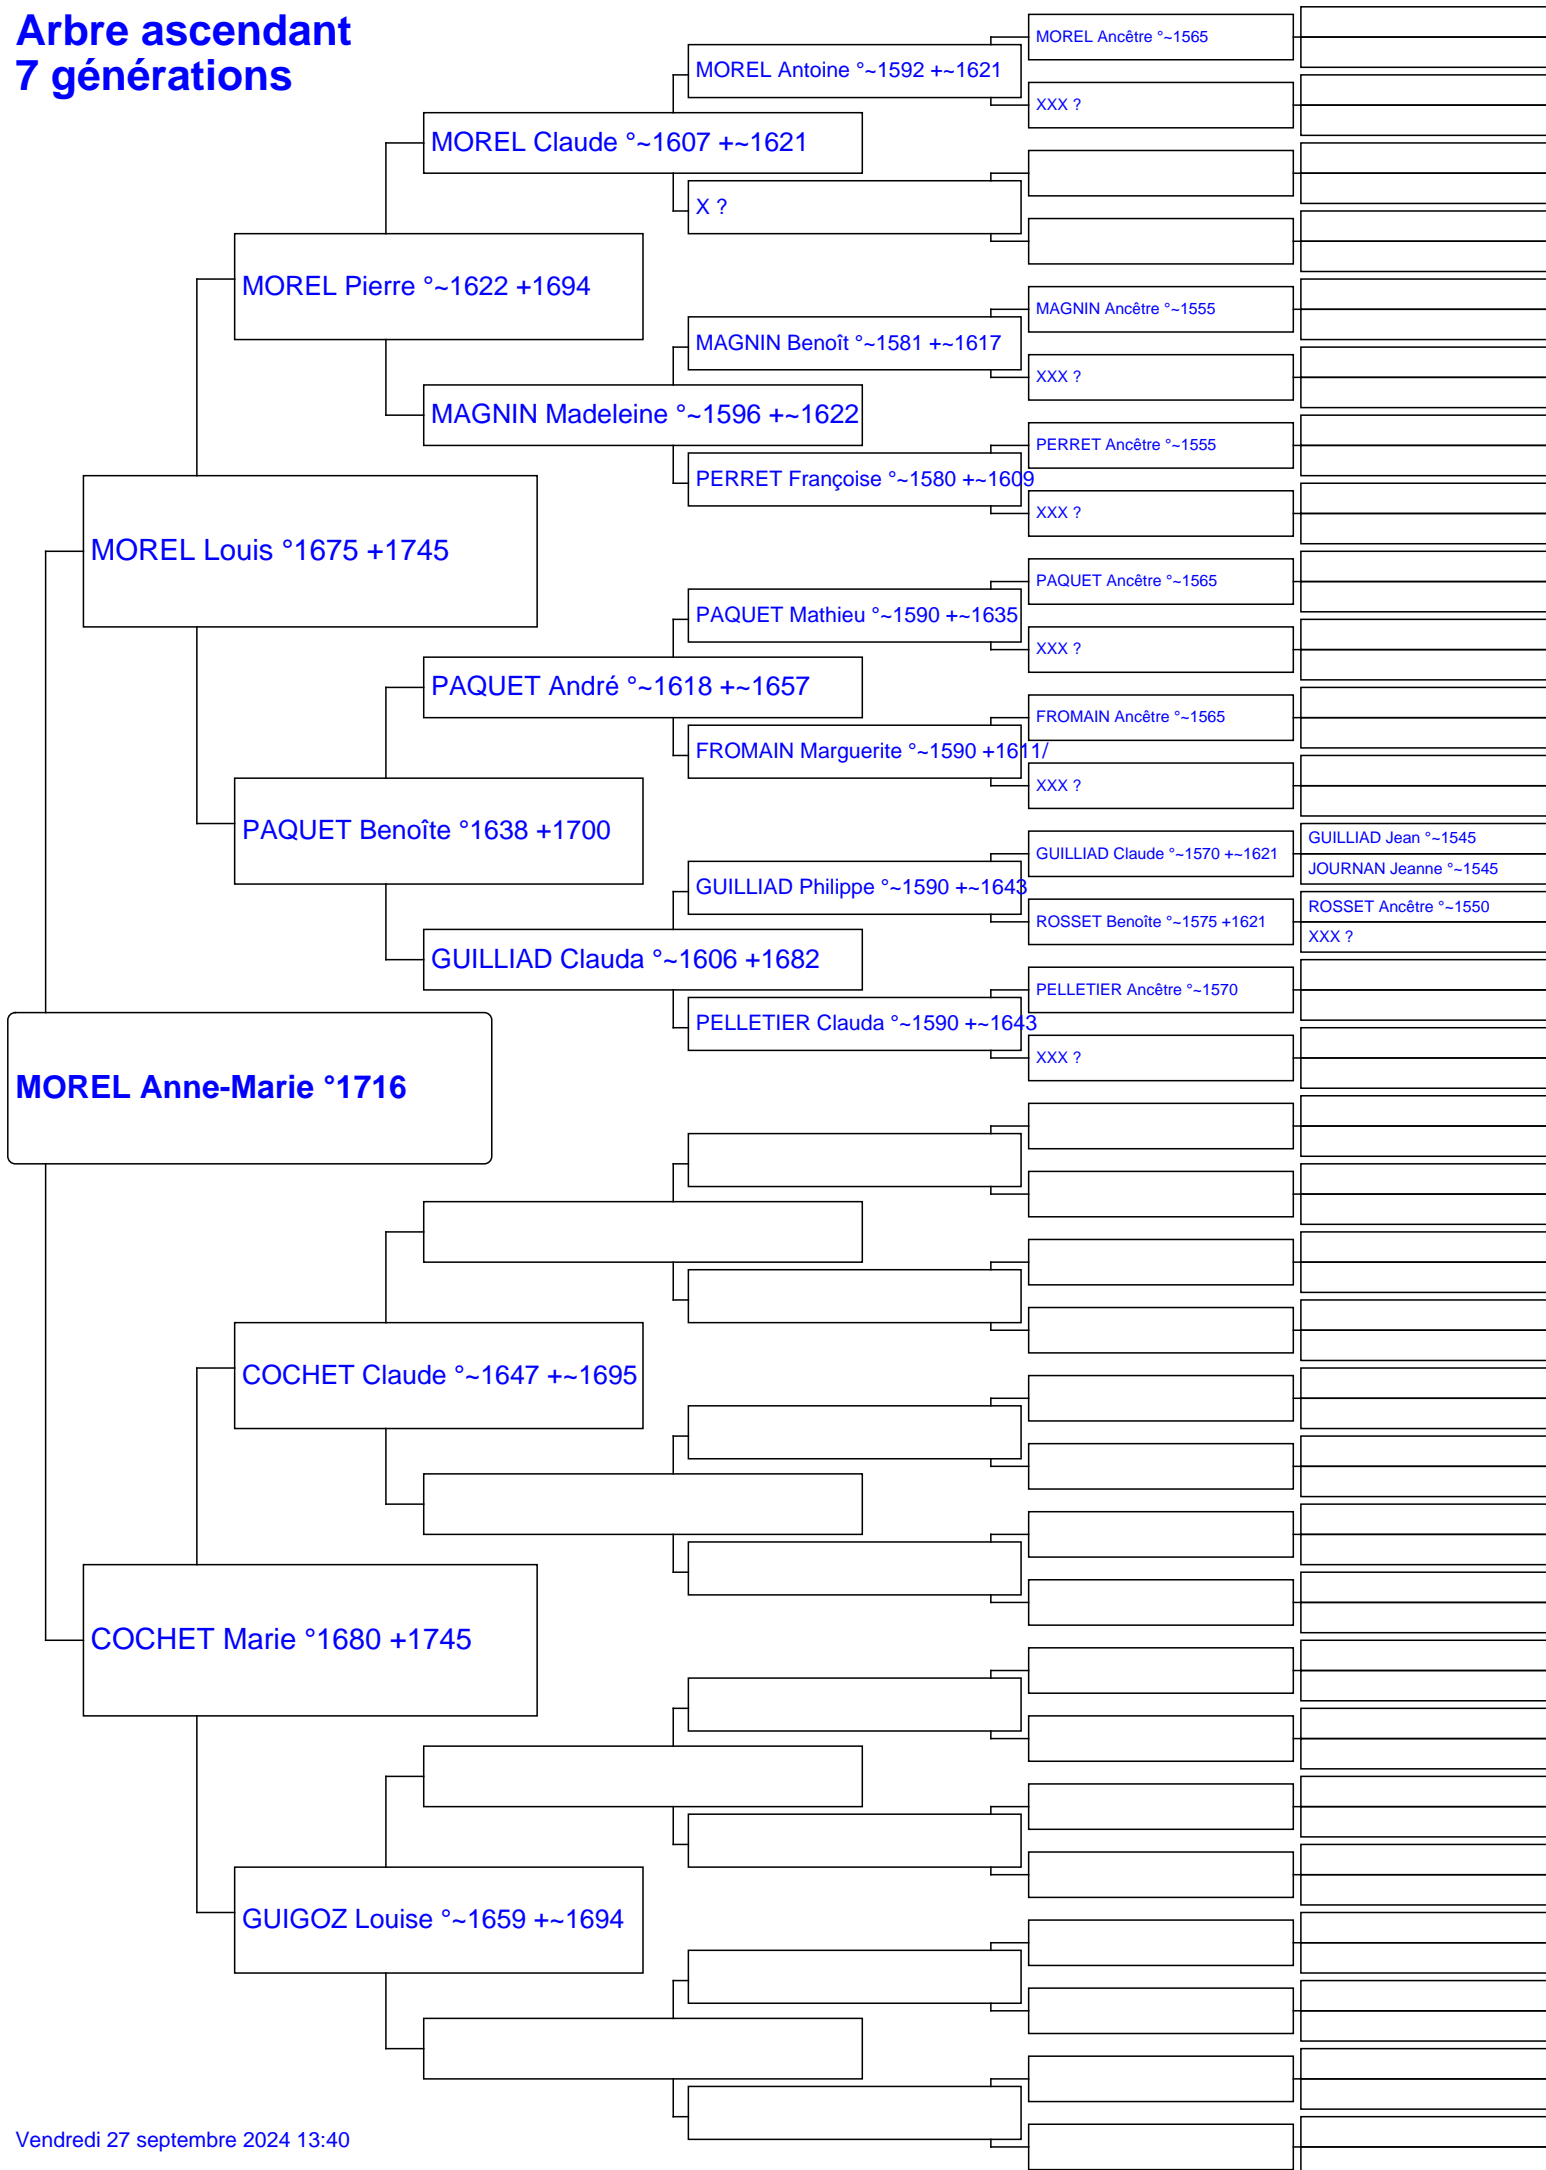 Arbre ascendant
7 générations
MOREL Ancêtre °~1565
MOREL Antoine °~1592 +~1621
XXX ?
MOREL Claude °~1607 +~1621
X ?
MOREL Pierre °~1622 +1694
MAGNIN Ancêtre °~1555
MAGNIN Benoît °~1581 +~1617
XXX ?
MAGNIN Madeleine °~1596 +~1622
PERRET Ancêtre °~1555
PERRET Françoise °~1580 +~1609
XXX ?
MOREL Louis °1675 +1745
PAQUET Ancêtre °~1565
PAQUET Mathieu °~1590 +~1635
XXX ?
PAQUET André °~1618 +~1657
FROMAIN Ancêtre °~1565
FROMAIN Marguerite °~1590 +1611/
XXX ?
PAQUET Benoîte °1638 +1700
GUILLIAD Jean °~1545
GUILLIAD Claude °~1570 +~1621
JOURNAN Jeanne °~1545
GUILLIAD Philippe °~1590 +~1643
ROSSET Ancêtre °~1550
ROSSET Benoîte °~1575 +1621
XXX ?
GUILLIAD Clauda °~1606 +1682
PELLETIER Ancêtre °~1570
PELLETIER Clauda °~1590 +~1643
XXX ?
MOREL Anne-Marie °1716
COCHET Claude °~1647 +~1695
COCHET Marie °1680 +1745
GUIGOZ Louise °~1659 +~1694
Vendredi 27 septembre 2024 13:40